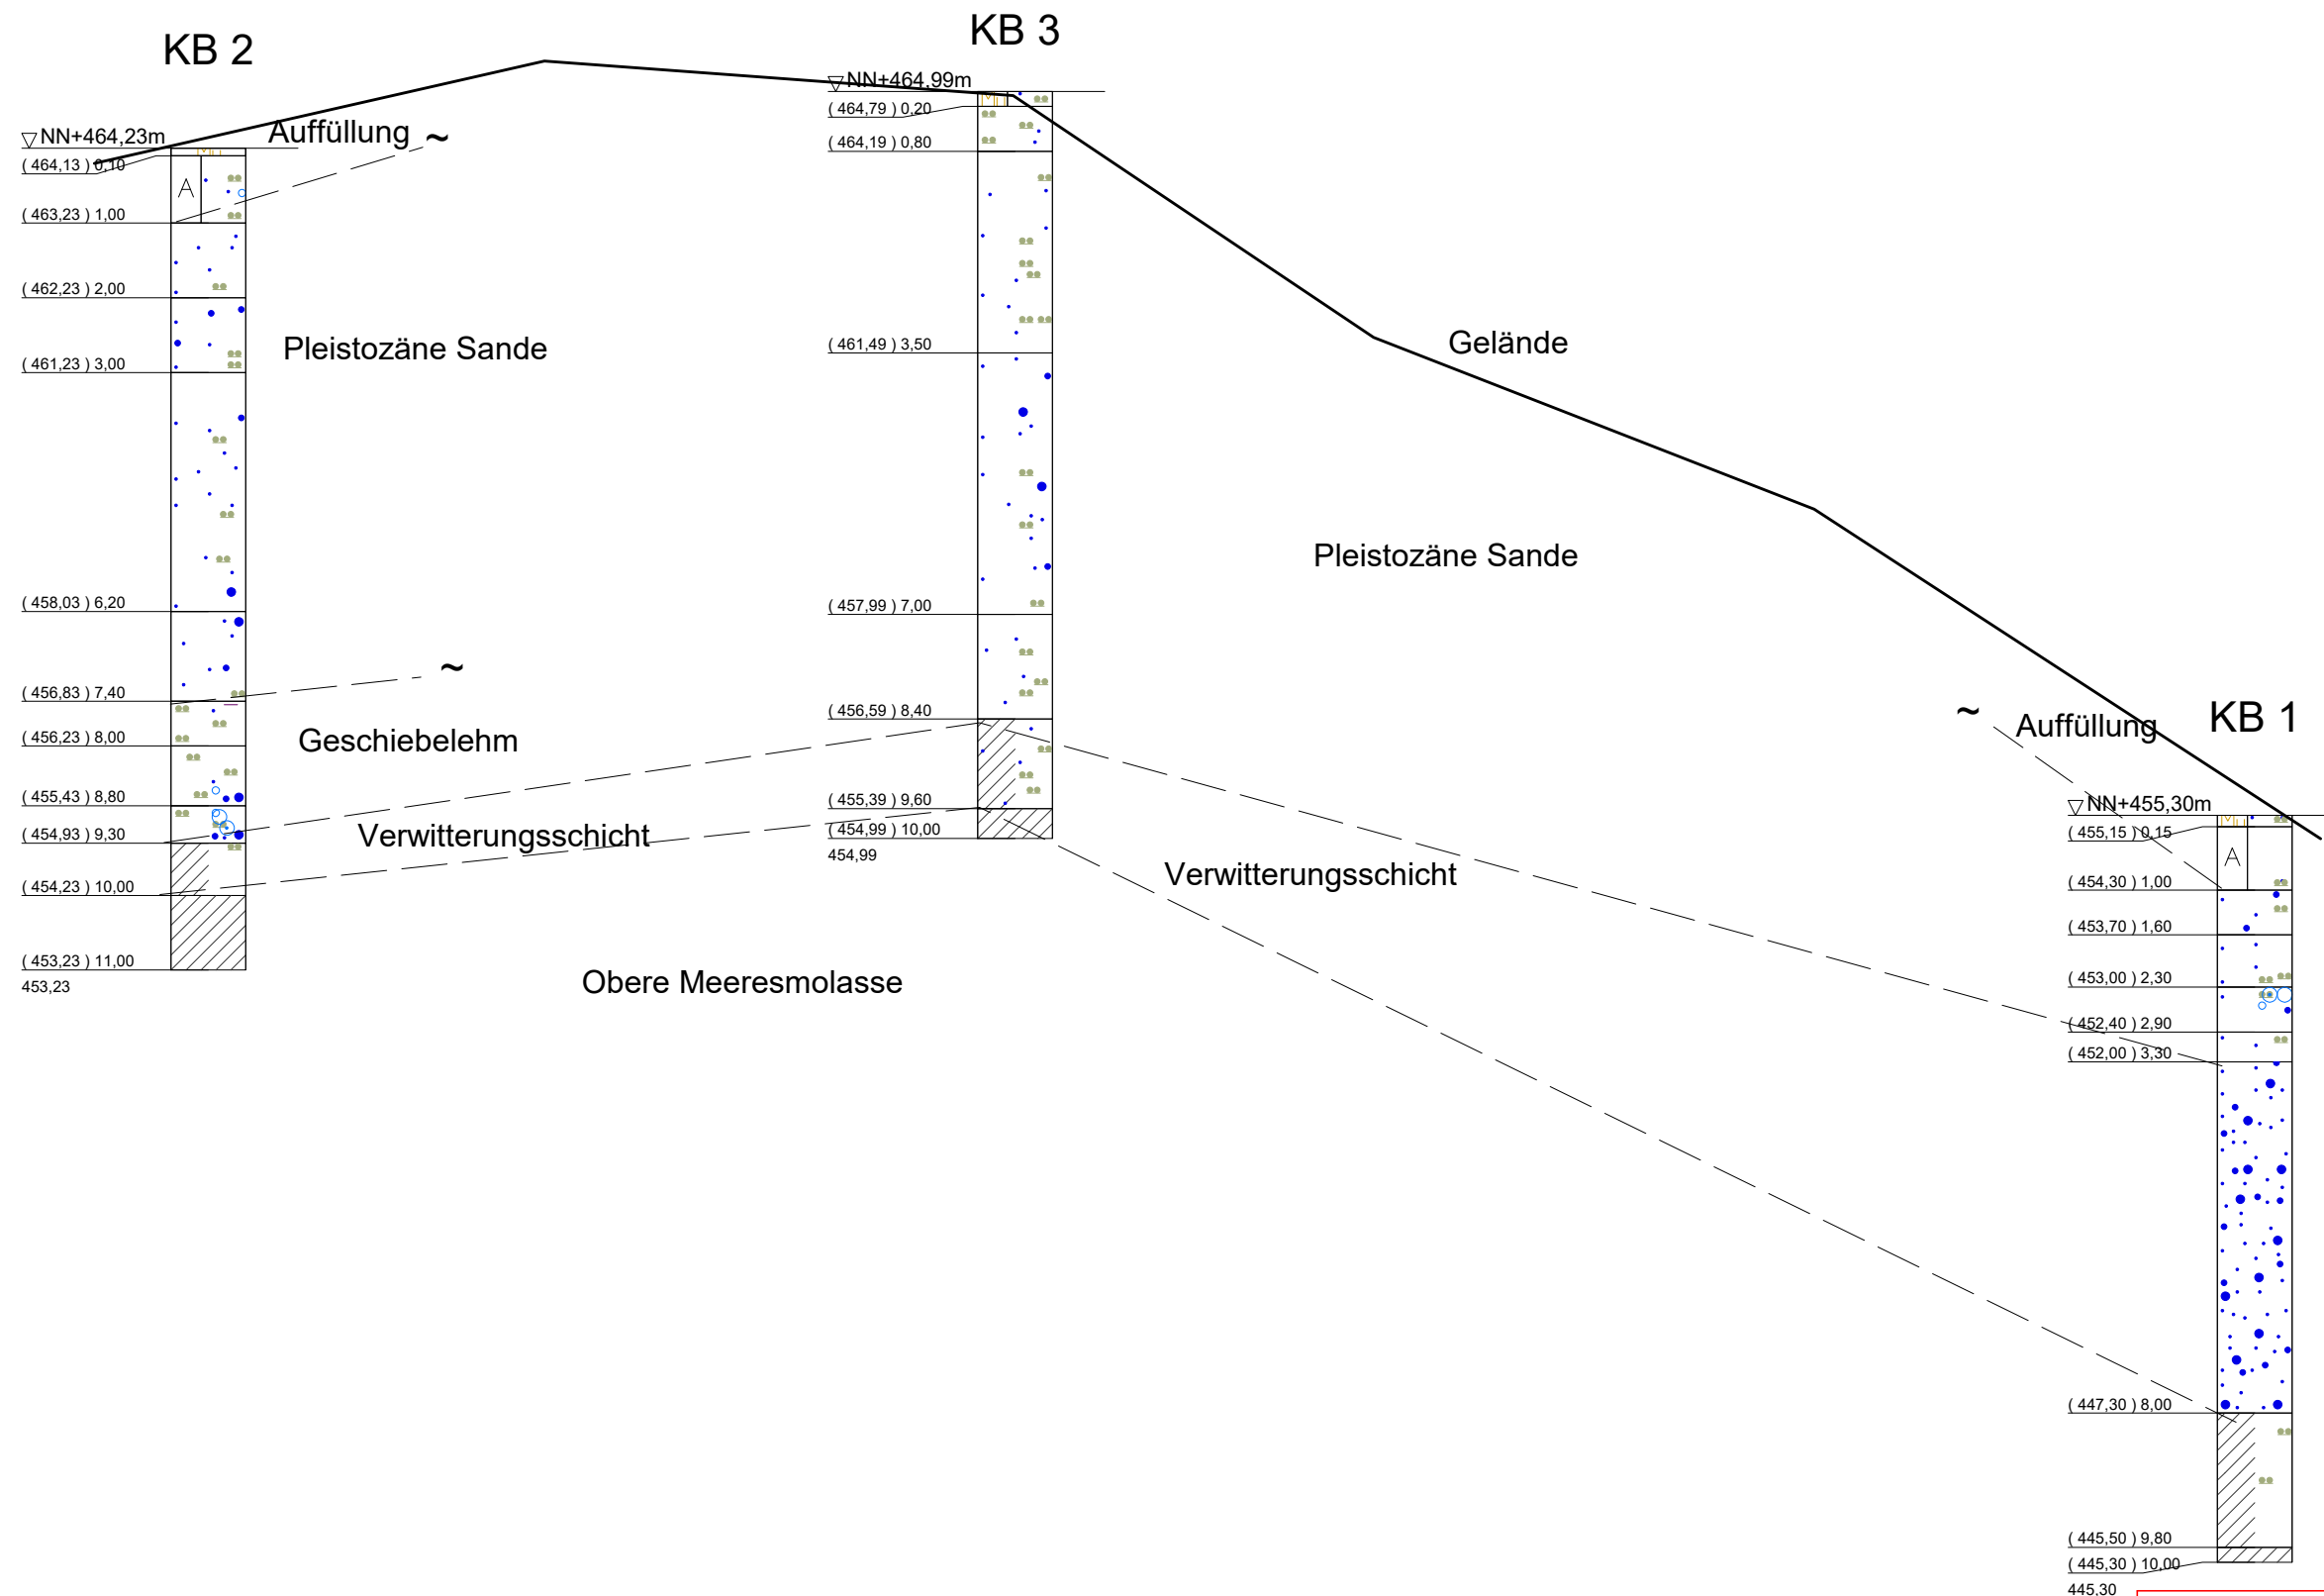 KB 2
KB 3
NN+464,23m
( 464,13 ) 0,10
Mu
A
( 463,23 ) 1,00
( 462,23 ) 2,00
( 461,23 ) 3,00
( 458,03 ) 6,20
( 456,83 ) 7,40
( 456,23 ) 8,00
( 455,43 ) 8,80
( 454,93 ) 9,30
( 454,23 ) 10,00
( 453,23 ) 11,00
453,23
Auffüllung ~
Pleistozäne Sande
~
Geschiebelehm
Verwitterungsschicht
Obere Meeresmolasse
NN+464,99m
Mu
( 464,79 ) 0,20
( 464,19 ) 0,80
( 461,49 ) 3,50
( 457,99 ) 7,00
( 456,59 ) 8,40
( 455,39 ) 9,60
( 454,99 ) 10,00
454,99
Gelände
Pleistozäne Sande
Verwitterungsschicht
~
Auffüllung
KB 1
NN+455,30m
Mu
( 455,15 ) 0,15
A
( 454,30 ) 1,00
( 453,70 ) 1,60
( 453,00 ) 2,30
( 452,40 ) 2,90
( 452,00 ) 3,30
( 447,30 ) 8,00
( 445,50 ) 9,80
( 445,30 ) 10,00
445,30